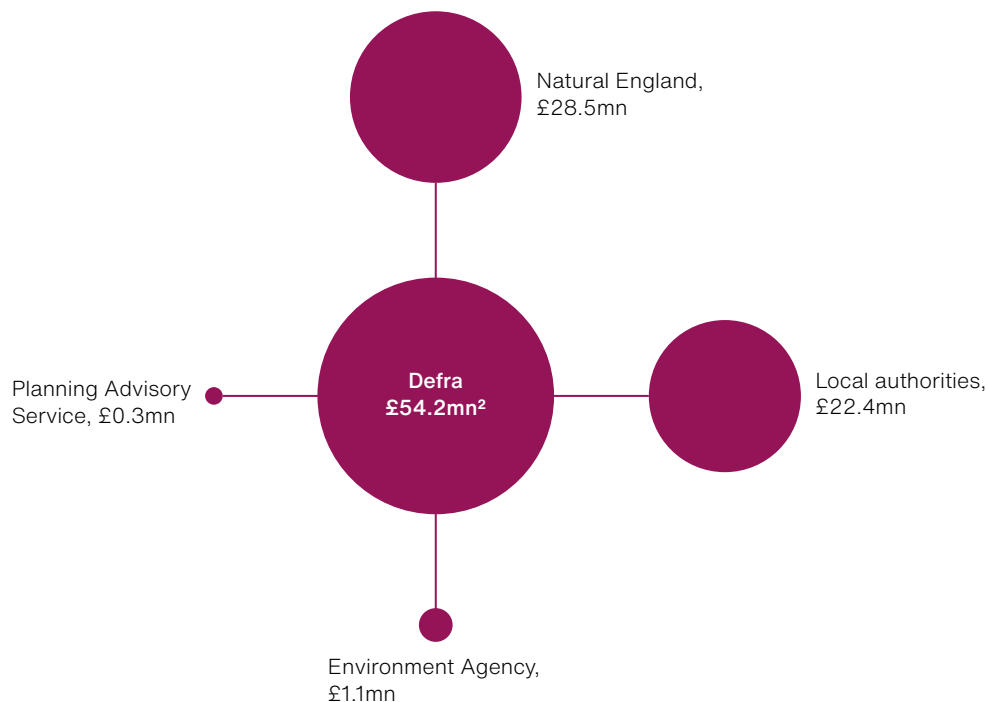 Natural England,
£28.5mn
Defra
£54.2mn²
Planning Advisory
Service, £0.3mn
Local authorities,
£22.4mn
Environment Agency,
£1.1mn